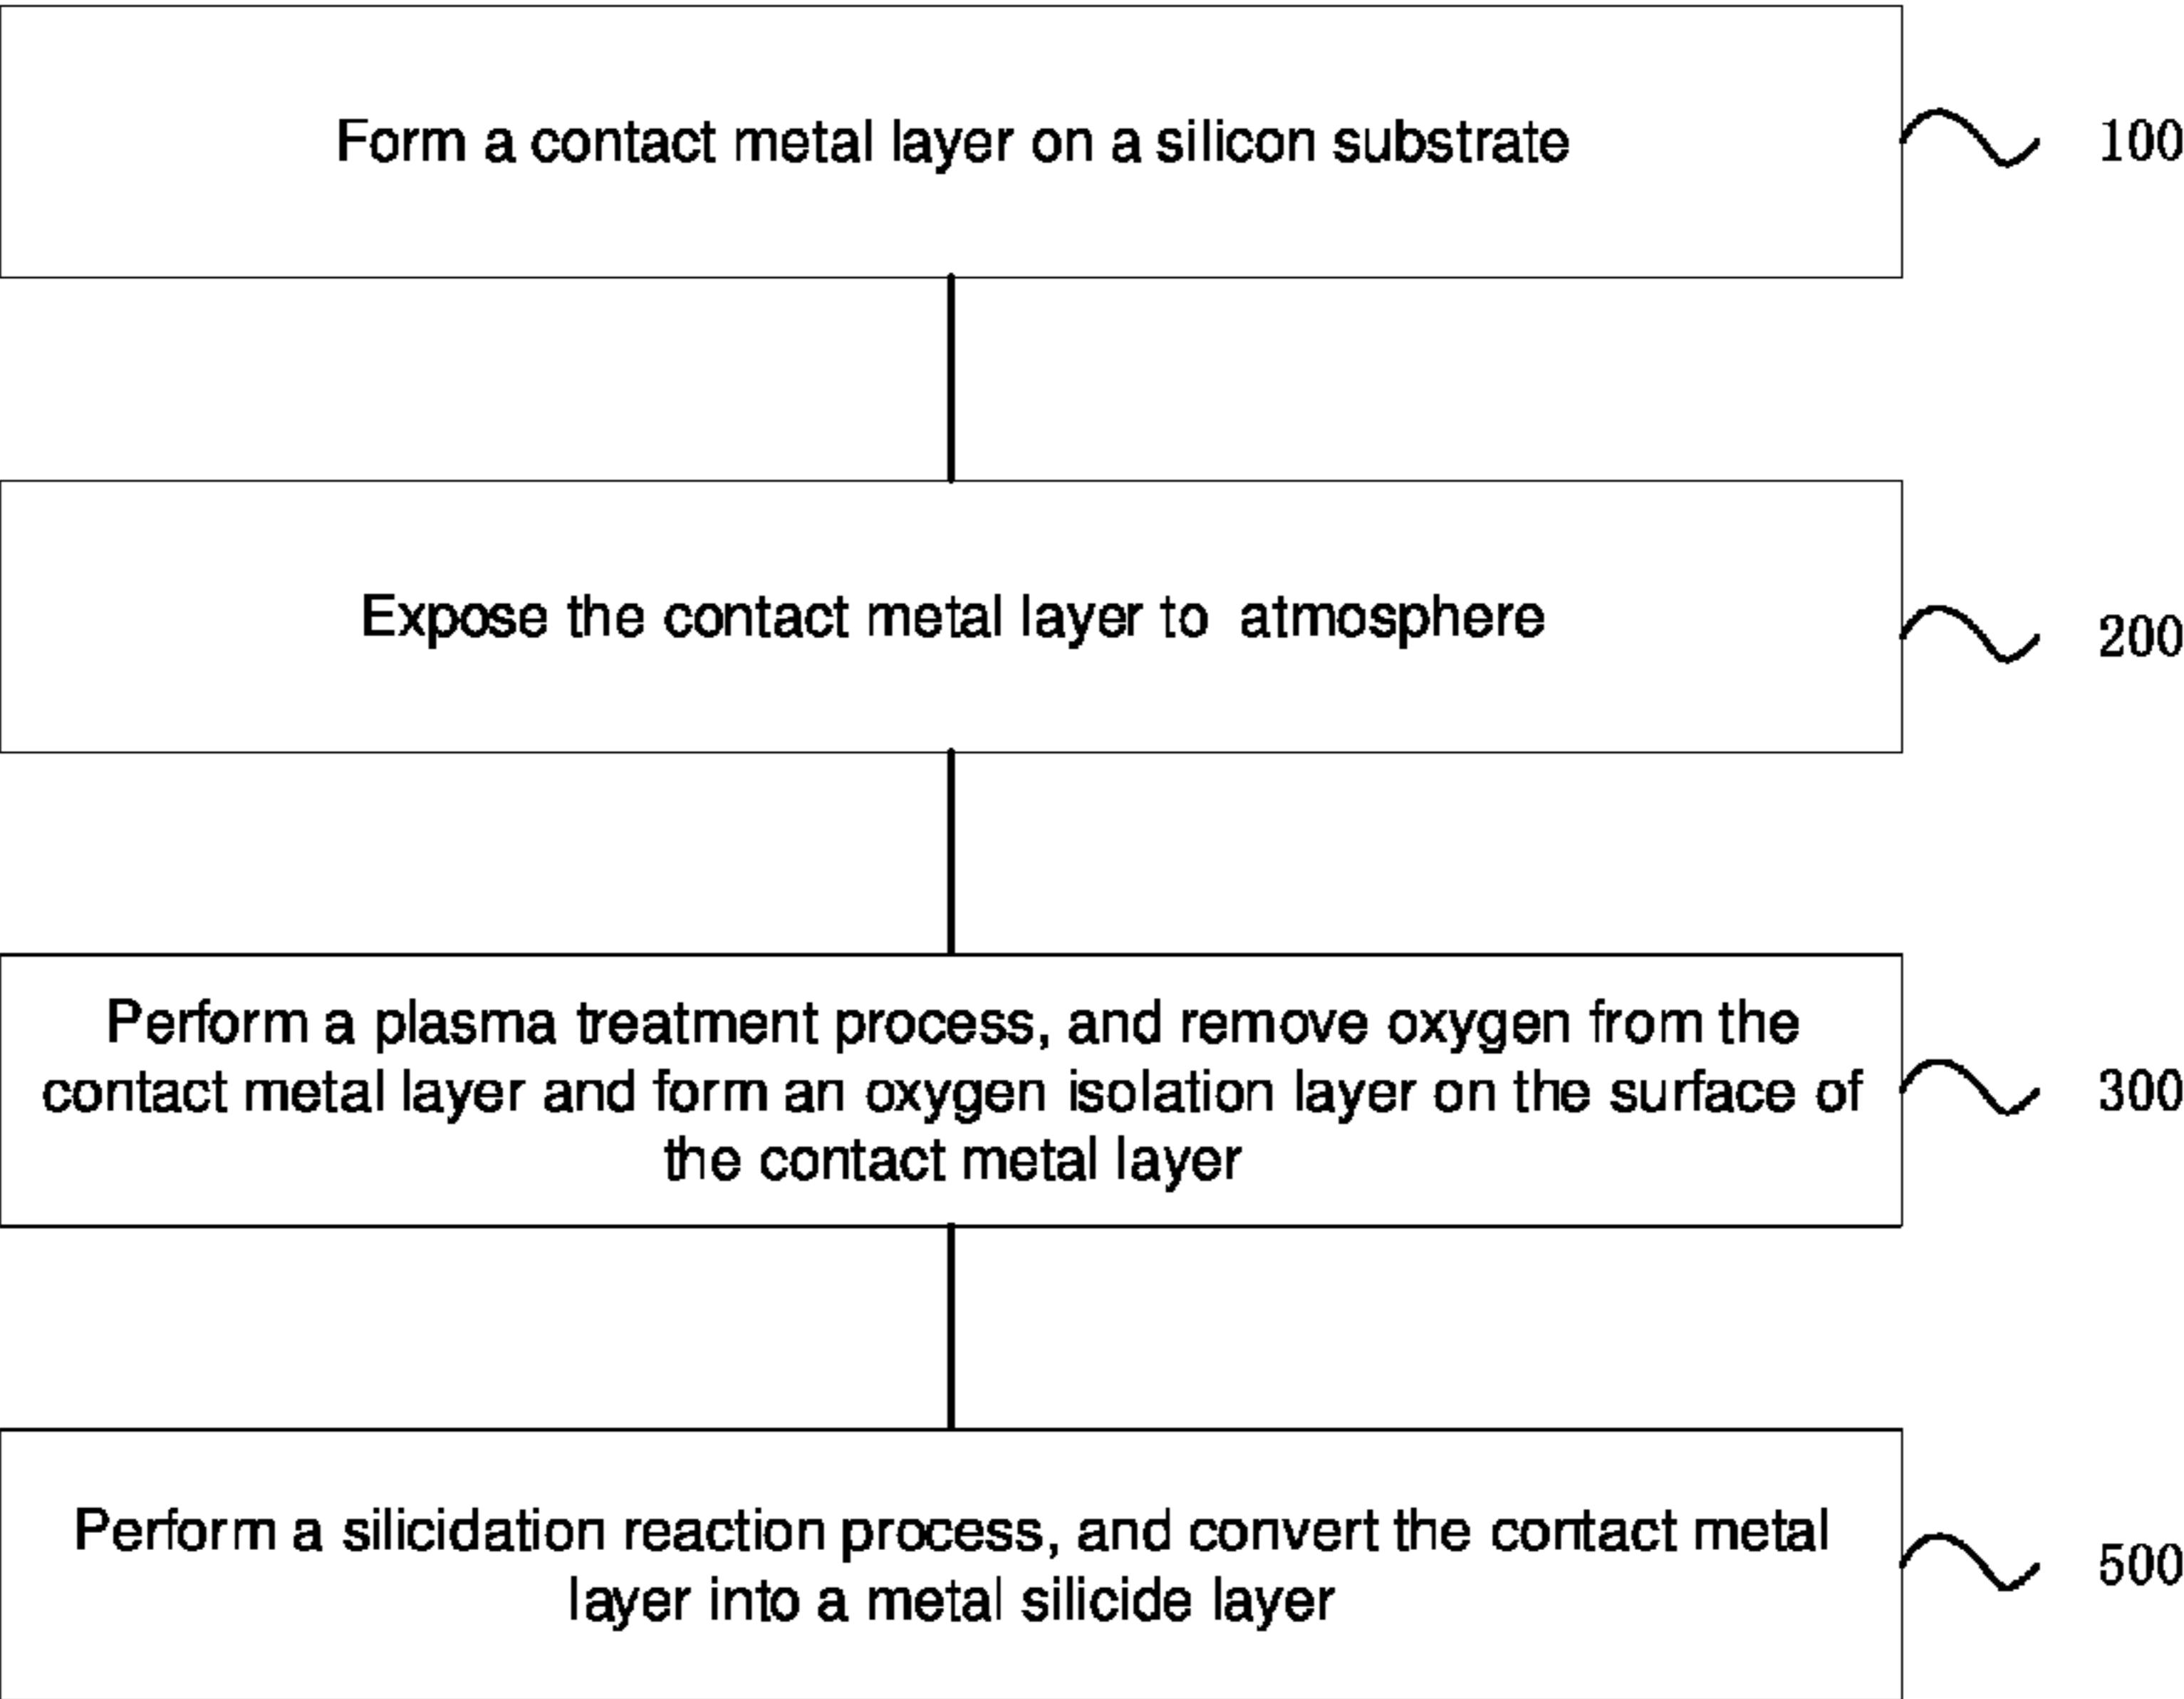 Form a contact metal layer on a silicon substrate
100
Expose the contact metal layer to atmosphere
200
Perform a plasma treatment process, and remove oxygen from the
contact metal layer and form an oxygen isolation layer on the surface of
the contact metal layer
300
Perform a silicidation reaction process, and convert the contact metal
layer into a metal silicide layer
500